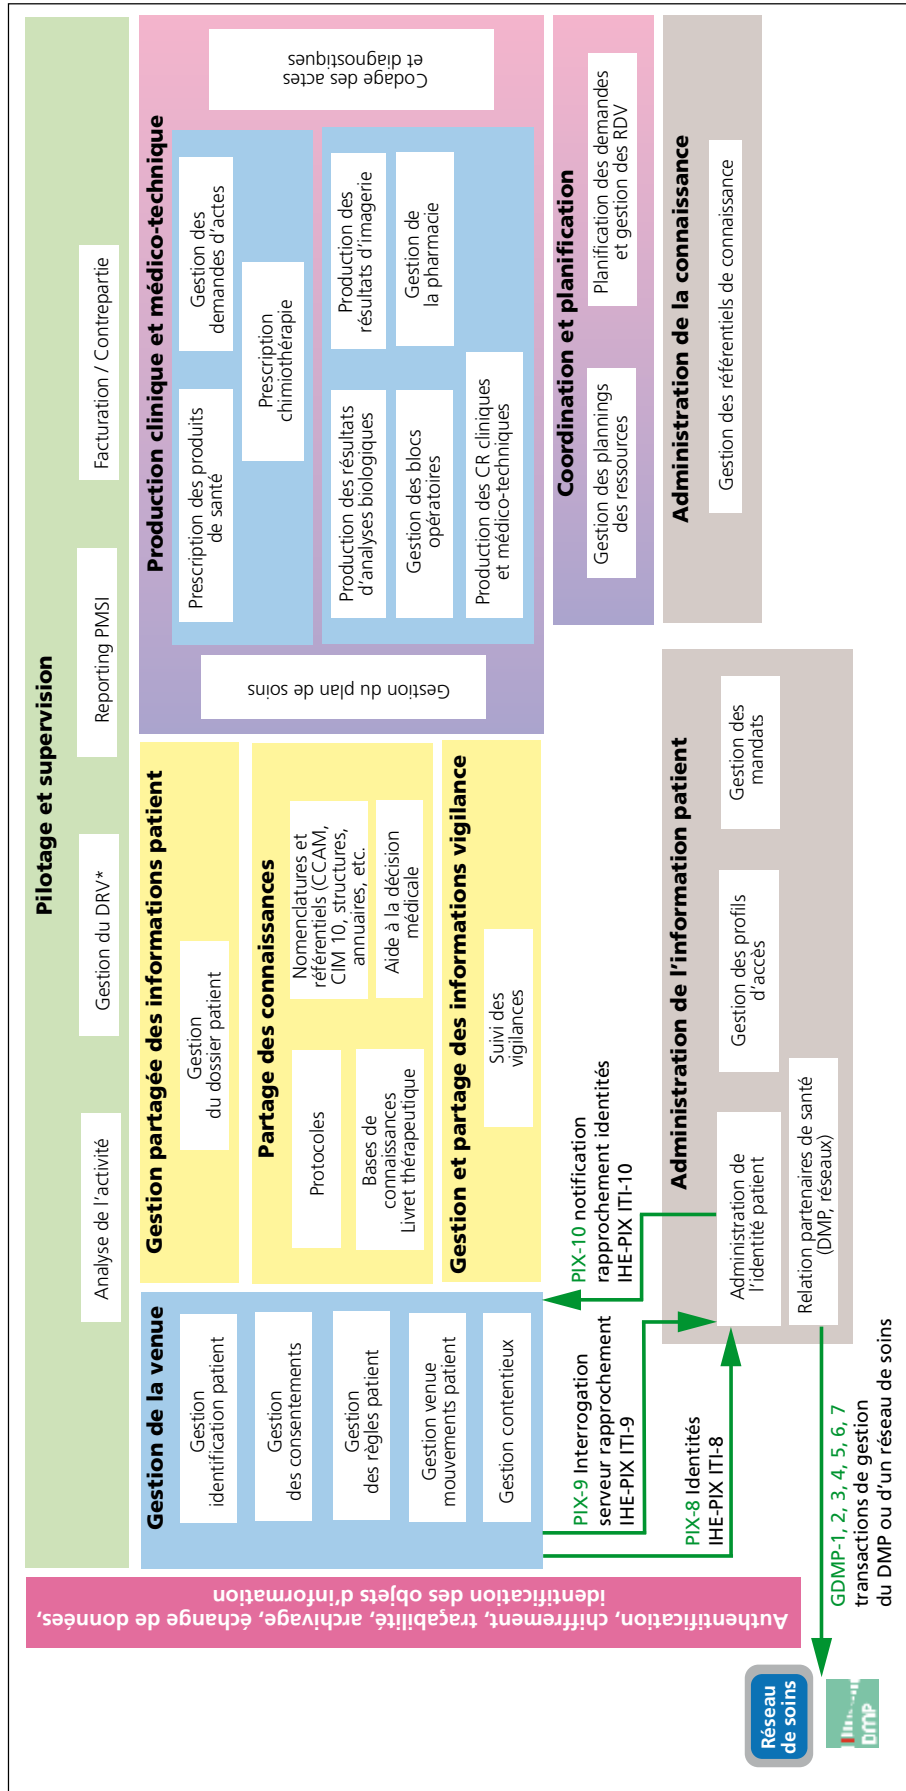 Pilotage et supervision
Analyse de l'activité
Gestion du DRV*
Reporting PMSI
Facturation / Contrepartie
Authentification, chiffrement, traçabilité, archivage, échange de données,
identification des objets d'information
Gestion de la venue
Gestion
identification patient
Gestion
des consentements
Gestion
des règles patient
Gestion venue
mouvements patient
Gestion contentieux
Gestion partagée des informations patient
Gestion
du dossier patient
Partage des connaissances
Protocoles
Nomenclatures et
référentiels (CCAM,
CIM 10, structures,
annuaires, etc.
Bases de
connaissances
Livret thérapeutique
Aide à la décision
médicale
Gestion et partage des informations vigilance
Suivi des
vigilances
Production clinique et médico-technique
Gestion du plan de soins
Prescription des produits
de santé
Gestion des
demandes d'actes
Prescription
chimiothérapie
Production des résultats
d'analyses biologiques
Production des
résultats d'imagerie
Gestion des blocs
opératoires
Gestion de
la pharmacie
Production des CR cliniques
et médico-techniques
Codage des actes
et diagnostiques
Coordination et planification
Gestion des plannings
des ressources
Planification des demandes
et gestion des RDV
PIX-9 Interrogation
serveur rapprochement
IHE-PIX ITI-9
PIX-10 notification
rapprochement identités
IHE-PIX ITI-10
PIX-8 Identités
IHE-PIX ITI-8
Administration de l'information patient
Administration de
l'identité patient
Gestion des profils
d'accès
Gestion des
mandats
Relation partenaires de santé
(DMP, réseaux)
Administration de la connaissance
Gestion des référentiels de connaissance
GDMP-1, 2, 3, 4, 5, 6, 7
transactions de gestion
du DMP ou d'un réseau de soins
Réseau
de soins
DMP